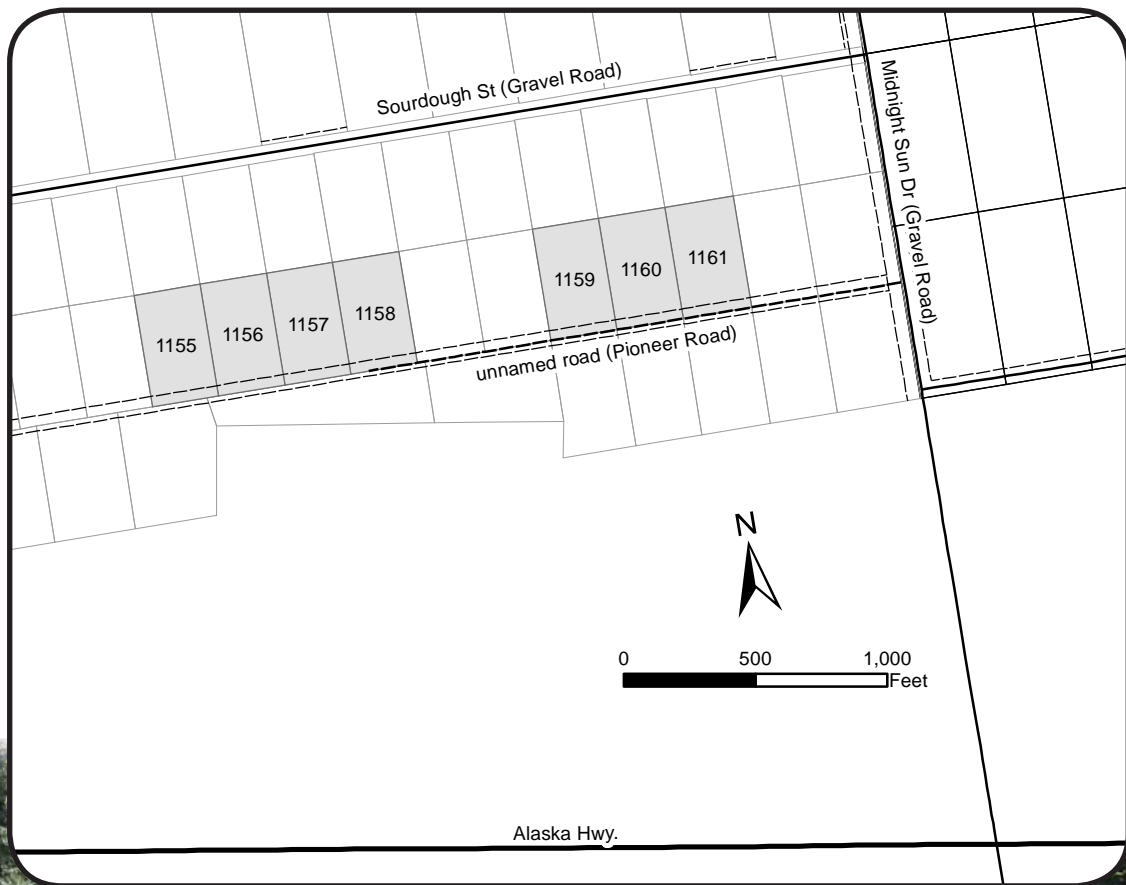 Sourdough St (Gravel Road)
Midnight Sun Dr (Gravel Road)
1161
1160
1159
1158
1157
1156
1155
unnamed road (Pioneer Road)
N
0 500 1,000
Feet
Alaska Hwy.